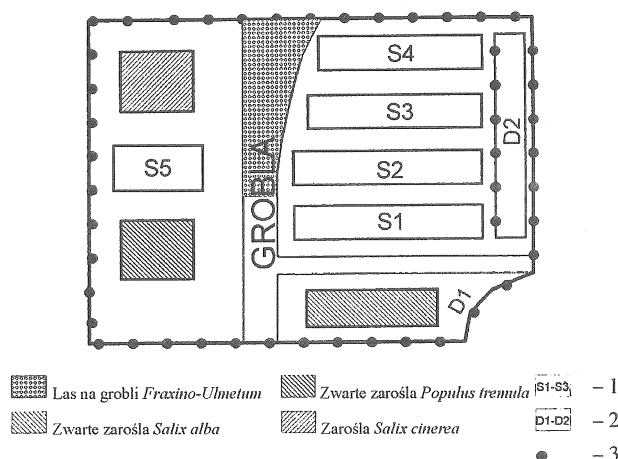 S4
S3
D2
S5
S2
GROBLA
S1
D1
Las na grobli Fraxino-Ulmetum
Zwarte zarośla Populus tremula
S1-S3 – 1
Zwarte zarośla Salix alba
Zarośla Salix cinerea
D1-D2 – 2
– 3